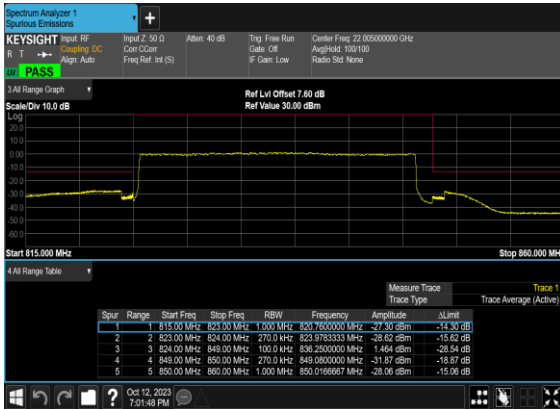 Spectrum Analyzer 1
Spurious Emissions
+
KEYSIGHT Input: RF Input Z: 50 Ω Atten: 40 dB Trig: Free Run Center Freq: 22.005000000 GHz
R T Coupling: DC Corr CCorr Gate: Off Avg|Hold: 100/100
Align: Auto Freq Ref: Int (S) IF Gain: Low Radio Std: None
PASS
3 All Range Graph
Ref Lvl Offset 7.60 dB
Scale/Div 10.0 dB Ref Value 30.00 dBm
Log
20.0
10.0
0.00
-10.0
-20.0
-30.0
-40.0
-50.0
-60.0
Start 815.000 MHz Stop 860.000 MH
4 All Range Table
Measure Trace Trace 1
Trace Type Trace Average (Active)
Spur Range Start Freq Stop Freq RBW Frequency Amplitude ΔLimit
1 1 815.00 MHz 823.00 MHz 1.000 MHz 820.7600000 MHz -27.30 dBm -14.30 dB
2 2 823.00 MHz 824.00 MHz 270.0 kHz 823.9783333 MHz -28.62 dBm -15.62 dB
3 3 824.00 MHz 849.00 MHz 100.0 kHz 836.2500000 MHz 1.464 dBm -28.54 dB
4 4 849.00 MHz 850.00 MHz 270.0 kHz 849.0800000 MHz -31.87 dBm -18.87 dB
5 5 850.00 MHz 860.00 MHz 1.000 MHz 850.0166667 MHz -28.06 dBm -15.06 dB
? Oct 12, 2023
7:01:48 PM